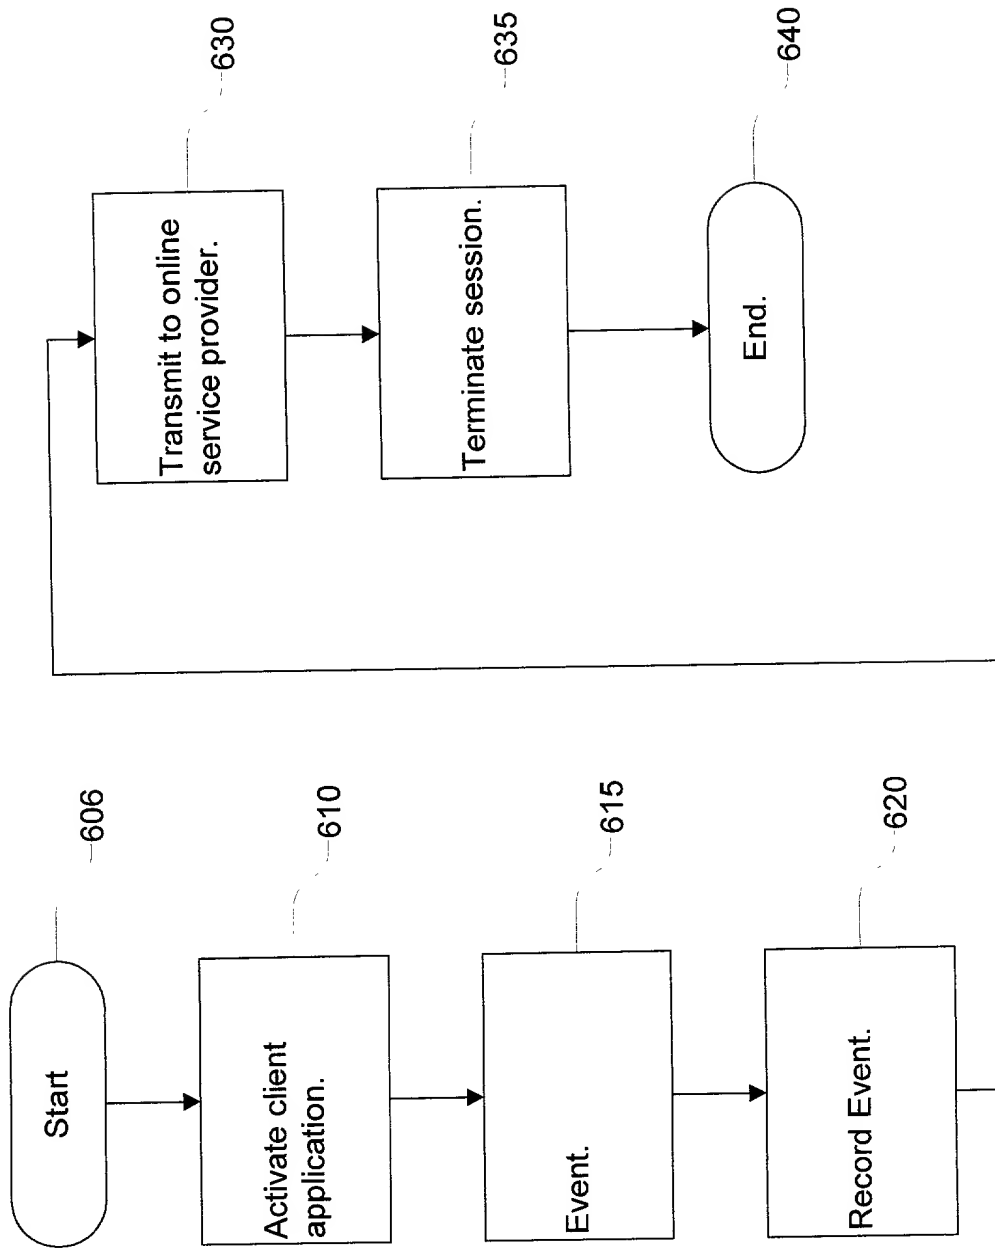 Start
606
Activate client
application.
610
Event.
615
Record Event.
620
Transmit to online
service provider.
630
Terminate session.
635
End.
640